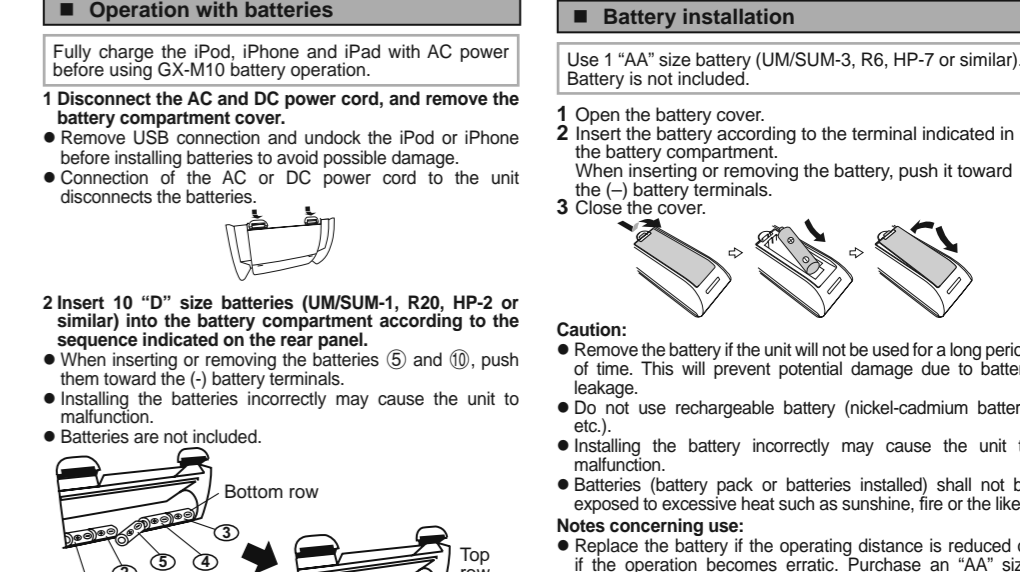 ■ Operation with batteries
Fully charge the iPod, iPhone and iPad with AC power
before using GX-M10 battery operation.
1 Disconnect the AC and DC power cord, and remove the
battery compartment cover.
● Remove USB connection and undock the iPod or iPhone
before installing batteries to avoid possible damage.
● Connection of the AC or DC power cord to the unit
disconnects the batteries.
2 Insert 10 “D” size batteries (UM/SUM-1, R20, HP-2 or
similar) into the battery compartment according to the
sequence indicated on the rear panel.
● When inserting or removing the batteries ⑤ and ⑩, push
them toward the (-) battery terminals.
● Installing the batteries incorrectly may cause the unit to
malfunction.
● Batteries are not included.
Bottom row
③
④
⑤
②
Top
row
■ Battery installation
Use 1 “AA” size battery (UM/SUM-3, R6, HP-7 or similar).
Battery is not included.
1 Open the battery cover.
2 Insert the battery according to the terminal indicated in
the battery compartment.
When inserting or removing the battery, push it toward
the (–) battery terminals.
3 Close the cover.
Caution:
● Remove the battery if the unit will not be used for a long
of time. This will prevent potential damage due to
leakage.
● Do not use rechargeable battery (nickel-cadmium
etc.).
● Installing the battery incorrectly may cause the unit
malfunction.
● Batteries (battery pack or batteries installed) shall not
exposed to excessive heat such as sunshine, fire or the like.
Notes concerning use:
● Replace the battery if the operating distance is reduced
if the operation becomes erratic. Purchase an “AA”